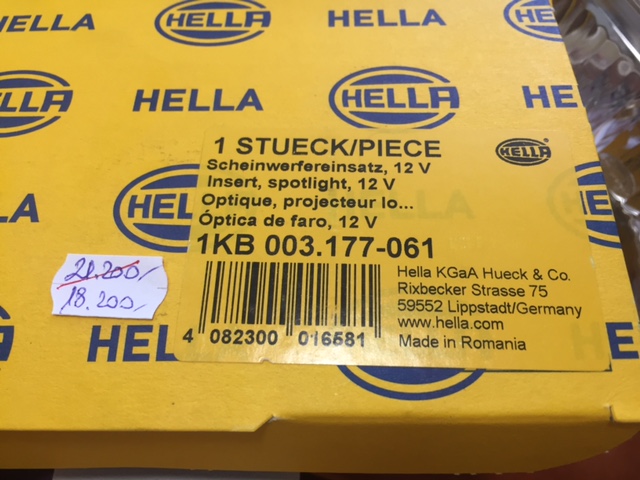 HELLA
HELLA
HELLA
HELLA
HELLA
HELLA
HELLA
1 STUECK/PIECE
Scheinwerfereinsatz, 12 V
Insert, spotlight, 12 V
Optique, projecteur lo...
Óptica de faro, 12 V
1KB 003.177-061
HELLA
Hella KGaA Hueck & Co.
Rixbecker Strasse 75
59552 Lippstadt/Germany
www.hella.com
Made in Romania
4 082300 016581
21.200,-
18.200,-
HEL
HEL